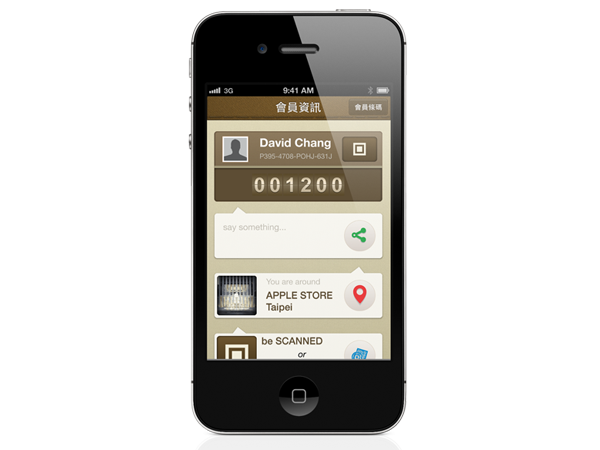 3G 9:41 AM
會員資訊 會員條碼
David Chang
P395-4708-POHJ-631J
001200
say something...
You are around
APPLE STORE
Taipei
be SCANNED
or